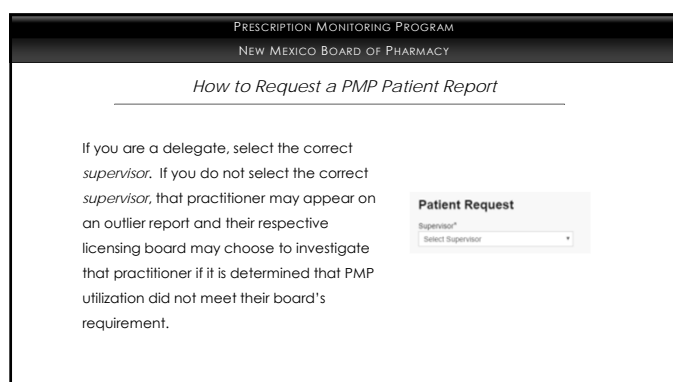 PRESCRIPTION MONITORING PROGRAM
NEW MEXICO BOARD OF PHARMACY
How to Request a PMP Patient Report
If you are a delegate, select the correct
supervisor. If you do not select the correct
supervisor, that practitioner may appear on
an outlier report and their respective
licensing board may choose to investigate
that practitioner if it is determined that PMP
utilization did not meet their board's
requirement.
Patient Request
Supervisor*
Select Supervisor